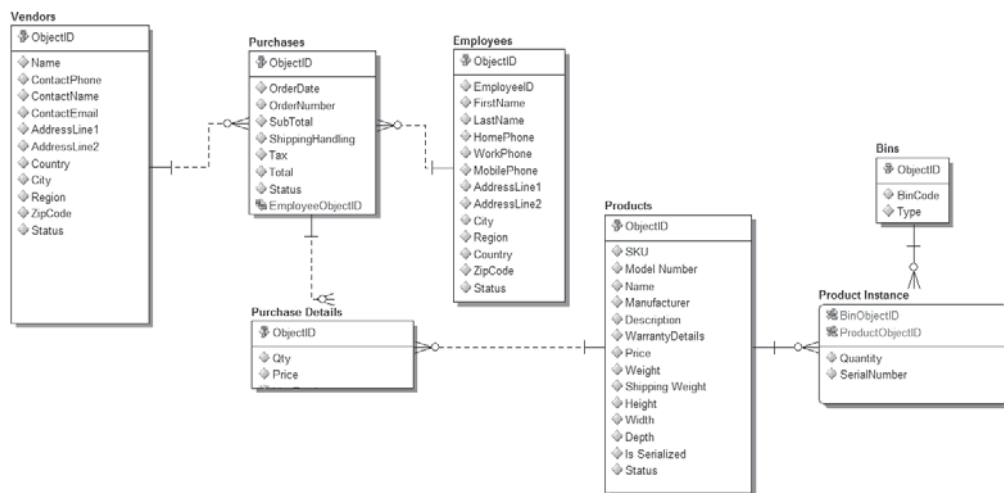 Vendors
ObjectID
Name
ContactPhone
ContactName
ContactEmail
AddressLine1
AddressLine2
Country
City
Region
ZipCode
Status
Purchases
ObjectID
OrderDate
OrderNumber
SubTotal
ShippingHandling
Tax
Total
Status
EmployeeObjectID
Employees
ObjectID
EmployeeID
FirstName
LastName
HomePhone
WorkPhone
MobilePhone
AddressLine1
AddressLine2
City
Region
Country
ZipCode
Status
Purchase Details
ObjectID
Qty
Price
Products
ObjectID
SKU
Model Number
Name
Manufacturer
Description
WarrantyDetails
Price
Weight
Shipping Weight
Height
Width
Depth
Is Serialized
Status
Bins
ObjectID
BinCode
Type
Product Instance
BinObjectID
ProductObjectID
Quantity
SerialNumber